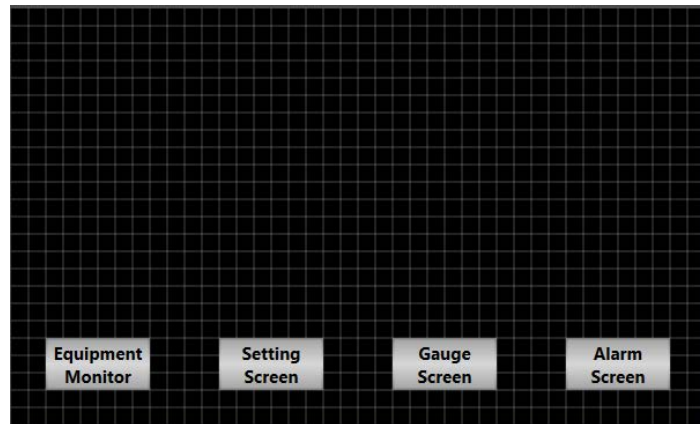 Equipment
Monitor
Setting
Screen
Gauge
Screen
Alarm
Screen